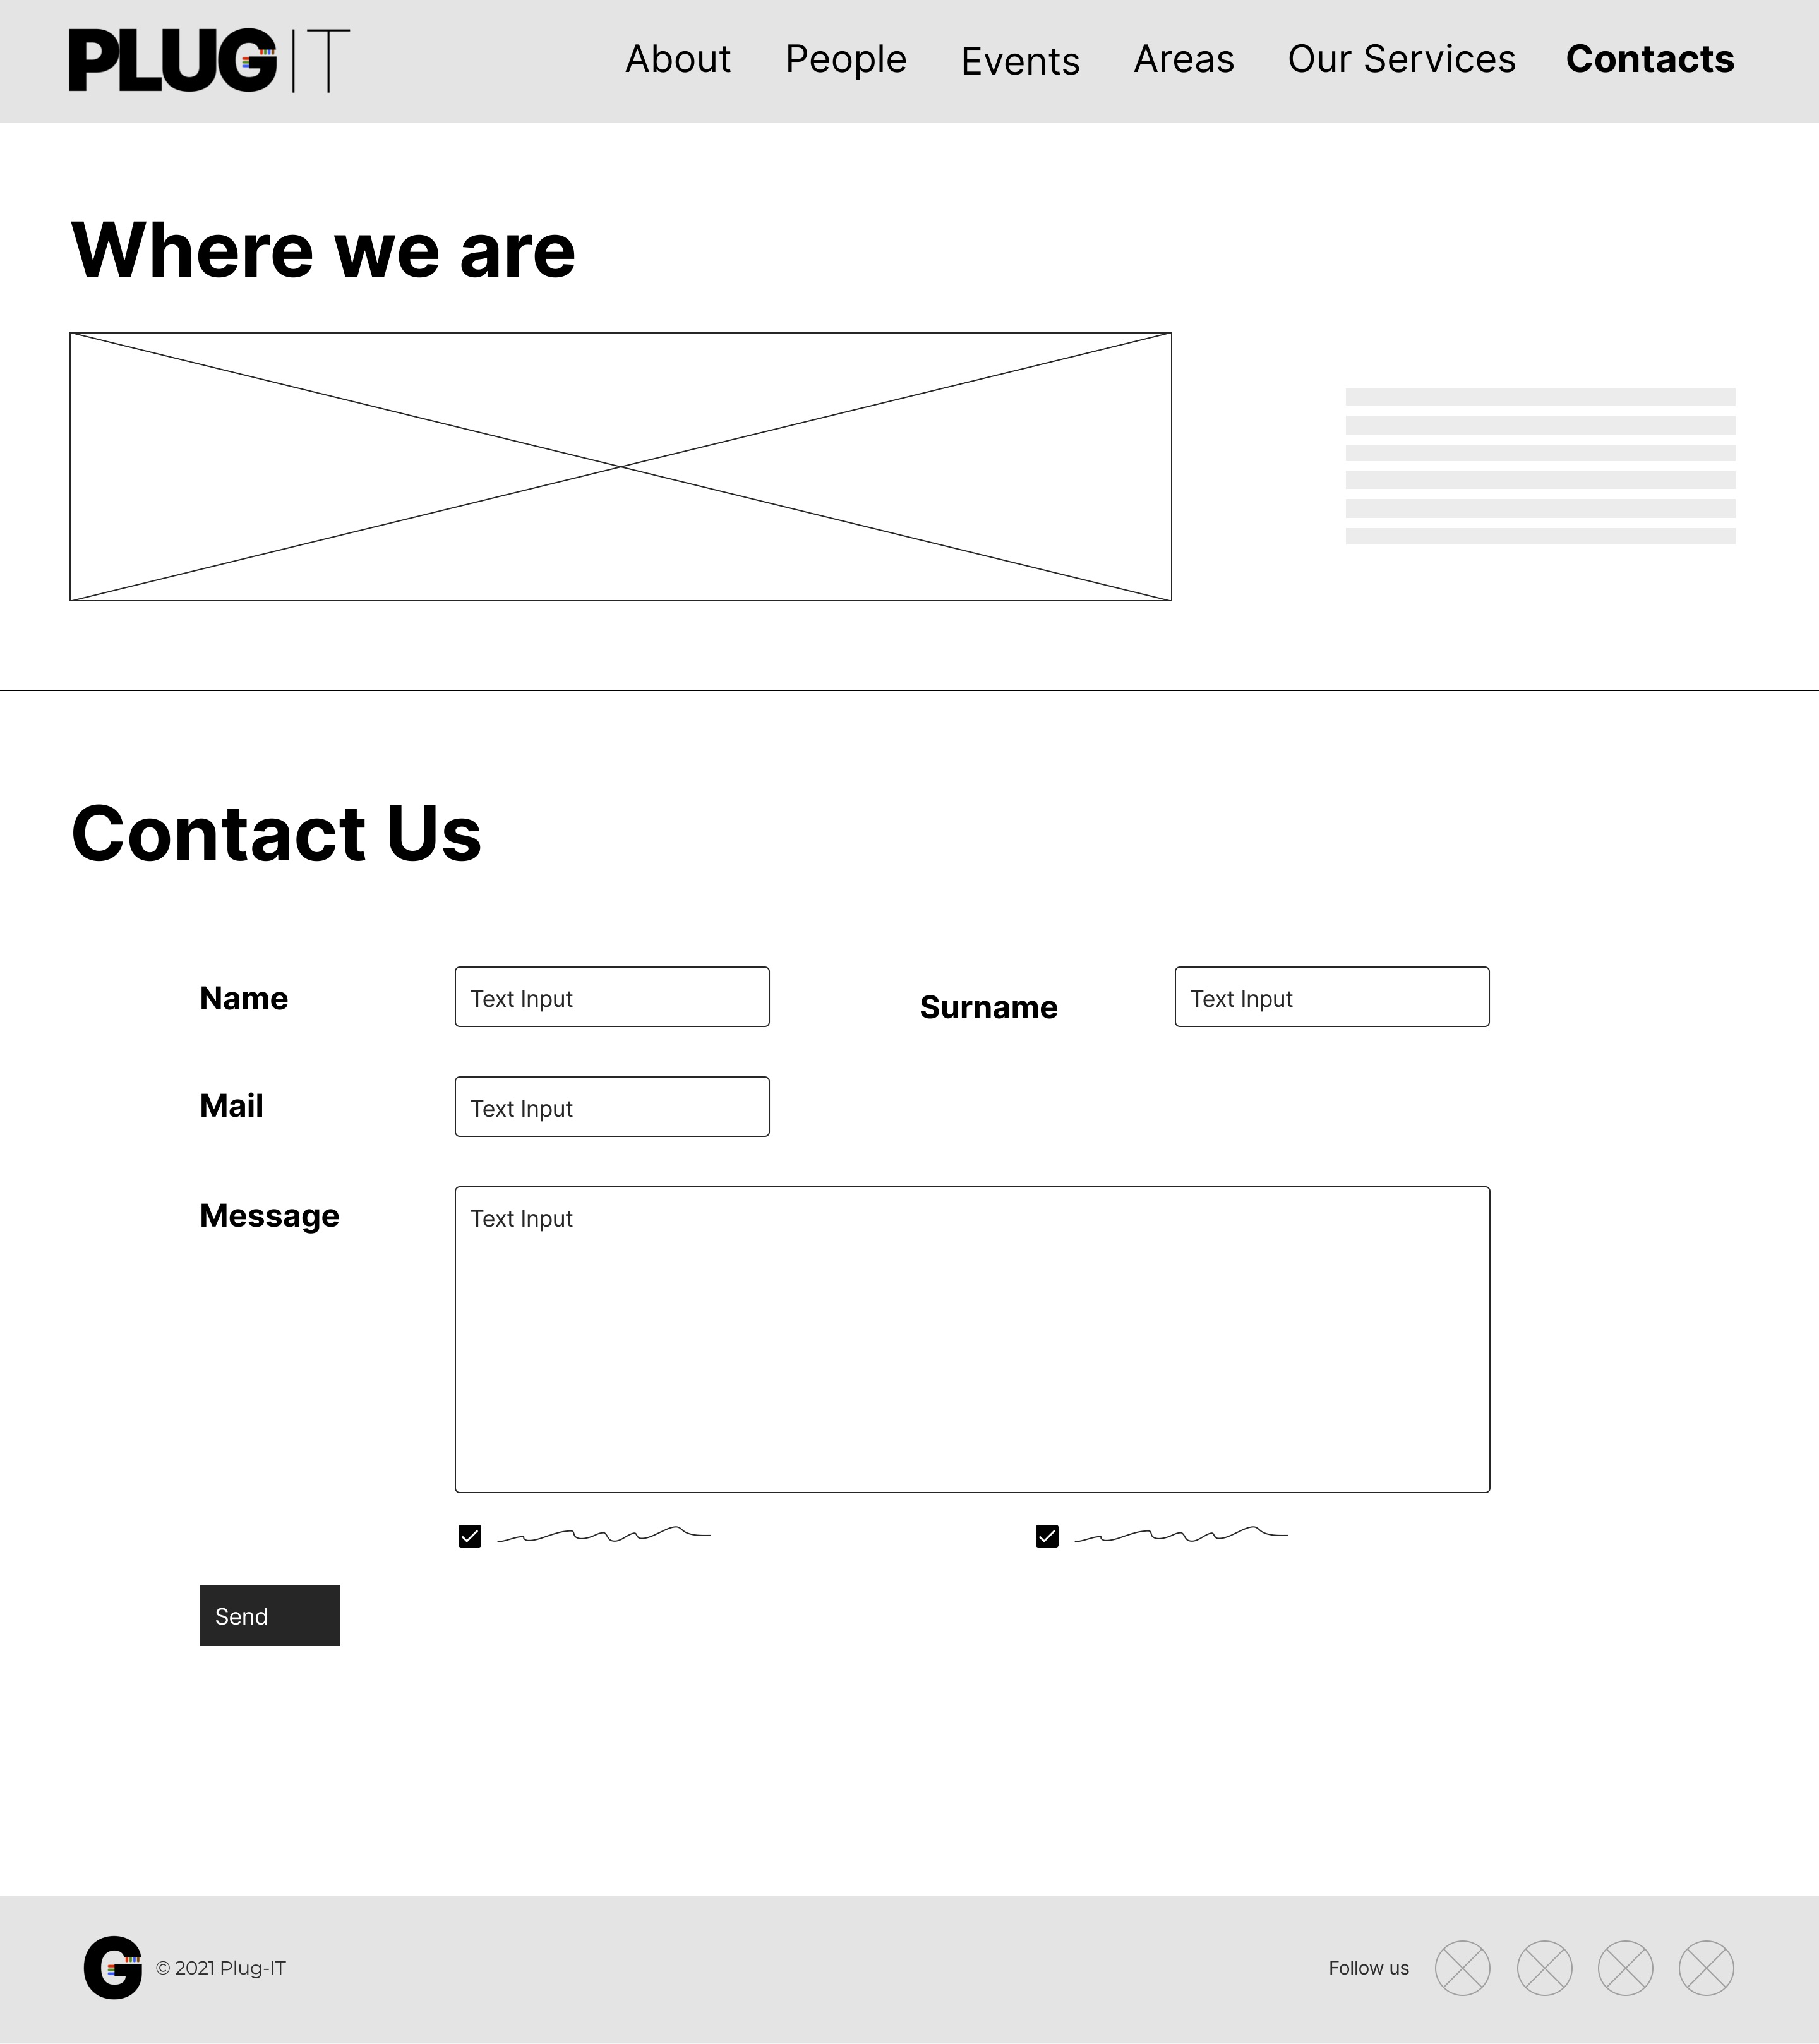 PLUG IT
About People Events Areas Our Services Contacts
Where we are
Contact Us
Name Text Input Surname Text Input
Mail Text Input
Message Text Input
Send
G © 2021 Plug-IT Follow us